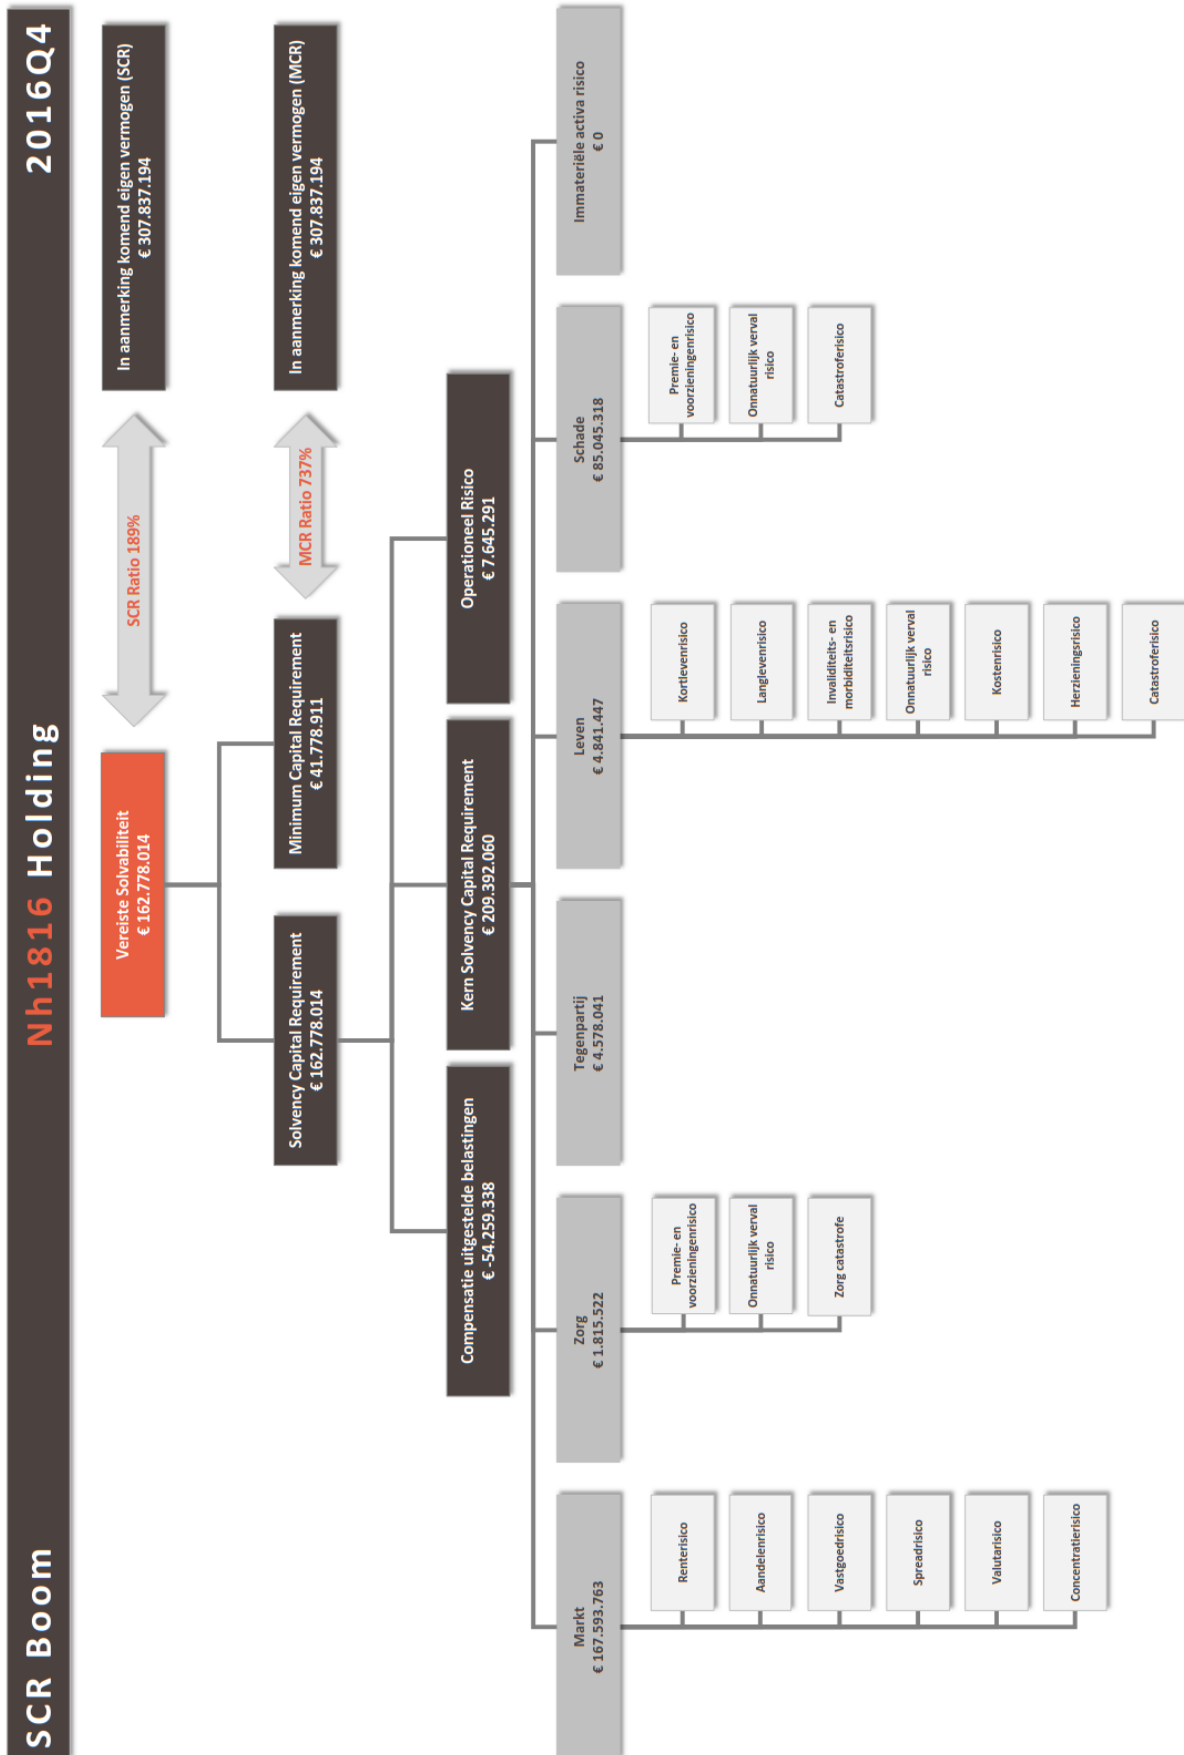 SCR Boom
Nh1816 Holding
2016Q4
Vereiste Solvabiliteit
€ 162.778.014
SCR Ratio 189%
In aanmerking komend eigen vermogen (SCR)
€ 307.837.194
Solvency Capital Requirement
€ 162.778.014
Minimum Capital Requirement
€ 41.778.911
MCR Ratio 737%
In aanmerking komend eigen vermogen (MCR)
€ 307.837.194
Compensatie uitgestelde belastingen
€ -54.259.338
Kern Solvency Capital Requirement
€ 209.392.060
Operationeel Risico
€ 7.645.291
Markt
€ 167.593.763
Zorg
€ 1.815.522
Tegenpartij
€ 4.578.041
Leven
€ 4.841.447
Schade
€ 85.045.318
Immateriële activa risico
€ 0
Renterisico
Aandelenrisico
Vastgoedrisico
Spreadrisico
Valutarisico
Concentratierisico
Premie- en
voorzieningenrisico
Onnatuurlijk verval
risico
Zorg catastrofe
Kortlevenrisico
Langlevenrisico
Invaliditeits- en
morbiditeitsrisico
Onnatuurlijk verval
risico
Kostenrisico
Herzieningsrisico
Catastroferisico
Premie- en
voorzieningenrisico
Onnatuurlijk verval
risico
Catastroferisico